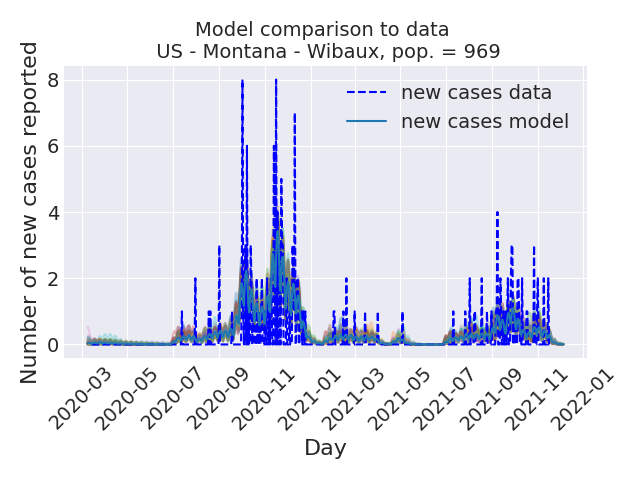 Model comparison to data
US - Montana - Wibaux, pop. = 969
Number of new cases reported
8
6
4
2
0
new cases data
new cases model
2020-03
2020-05
2020-07
2020-09
2020-11
2021-01
2021-03
2021-05
2021-07
2021-09
2021-11
2022-01
Day